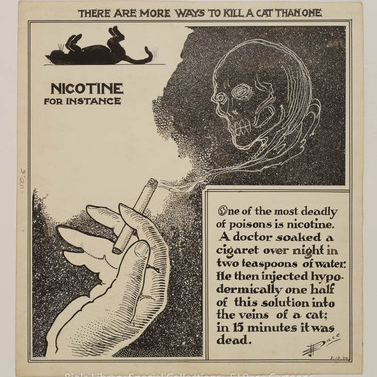 THERE ARE MORE WAYS TO KILL A CAT THAN ONE
NICOTINE
FOR INSTANCE
One of the most deadly
of poisons is nicotine.
A doctor soaked a
cigaret over night in
two teaspoons of water.
He then injected hypo-
dermically one half
of this solution into
the veins of a cat;
in 15 minutes it was
dead.
Pace